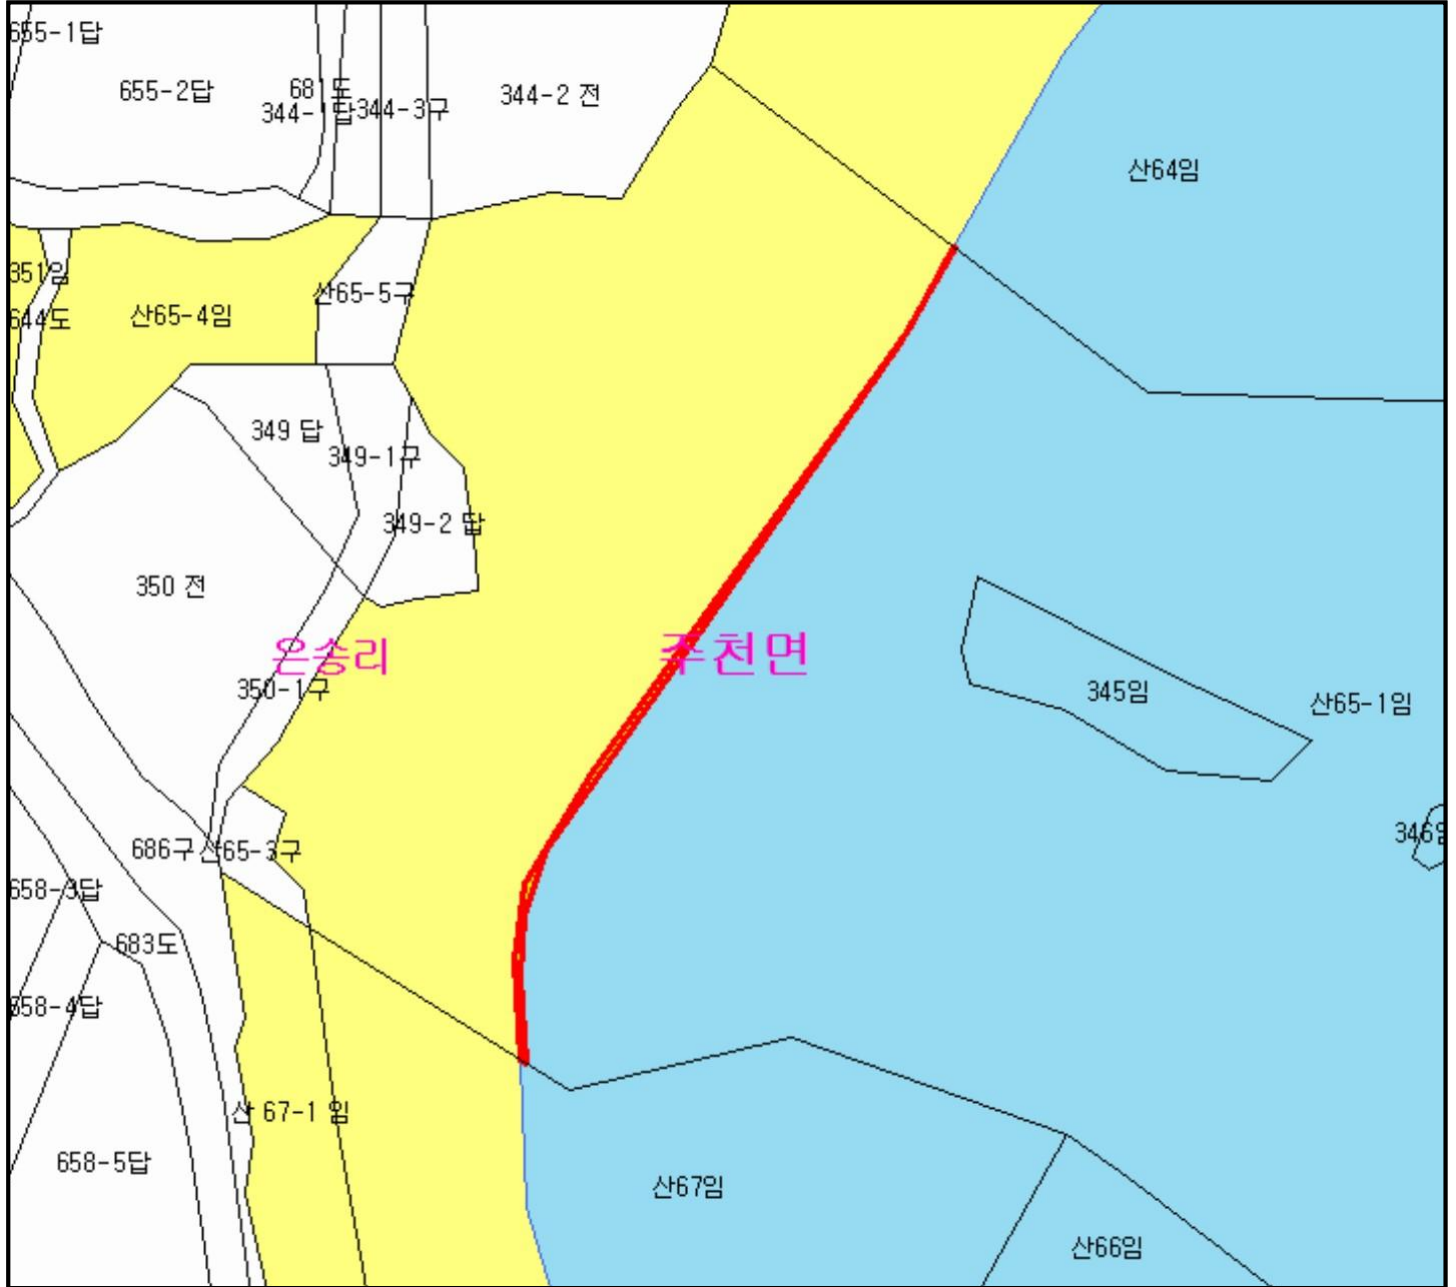 655-1답
655-2답
681도
344-1답
344-3구
344-2 전
산64임
351임
산65-5구
644도
산65-4임
349 답
349-1구
349-2 답
350 전
은송리
주천면
350-1구
345임
산65-1임
346임
686구
산65-3구
658-3답
683도
658-4답
산 67-1 임
658-5답
산67임
산66임